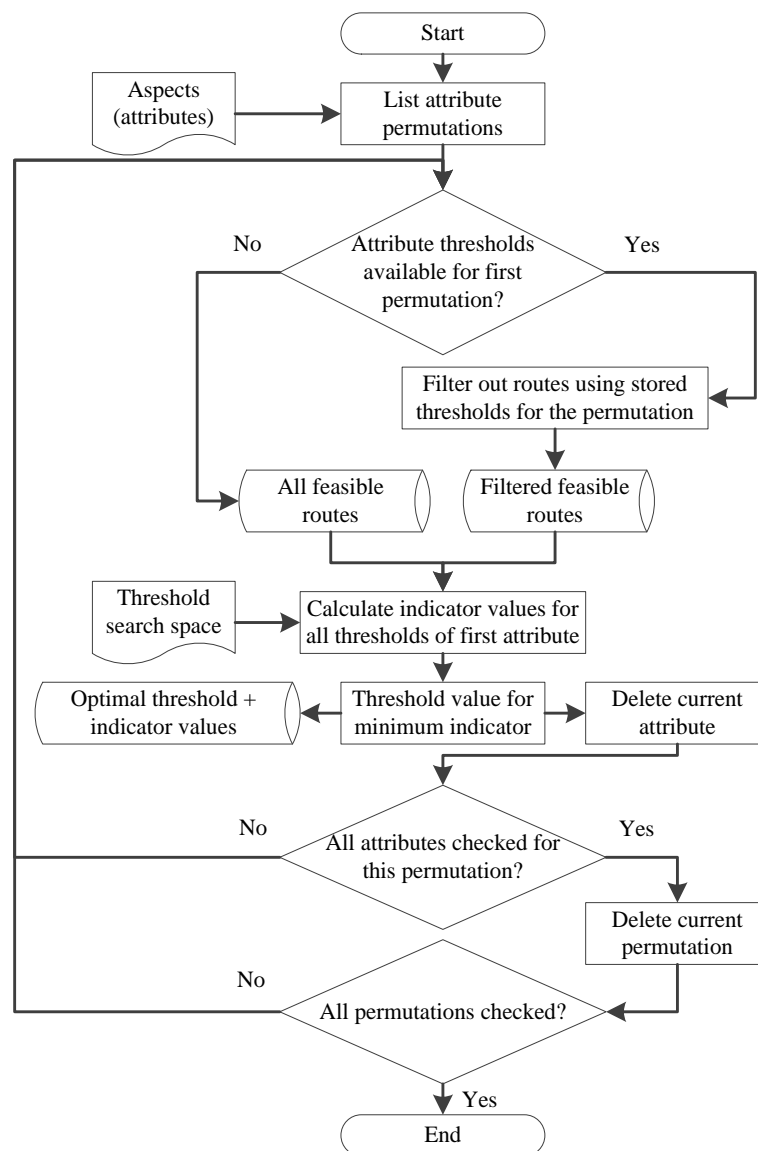 Start
Aspects
(attributes)
List attribute
permutations
No
Attribute thresholds
available for first
permutation?
Yes
Filter out routes using stored
thresholds for the permutation
All feasible
routes
Filtered feasible
routes
Threshold
search space
Calculate indicator values for
all thresholds of first attribute
Optimal threshold +
indicator values
Threshold value for
minimum indicator
Delete current
attribute
No
All attributes checked for
this permutation?
Yes
Delete current
permutation
No
All permutations checked?
Yes
End